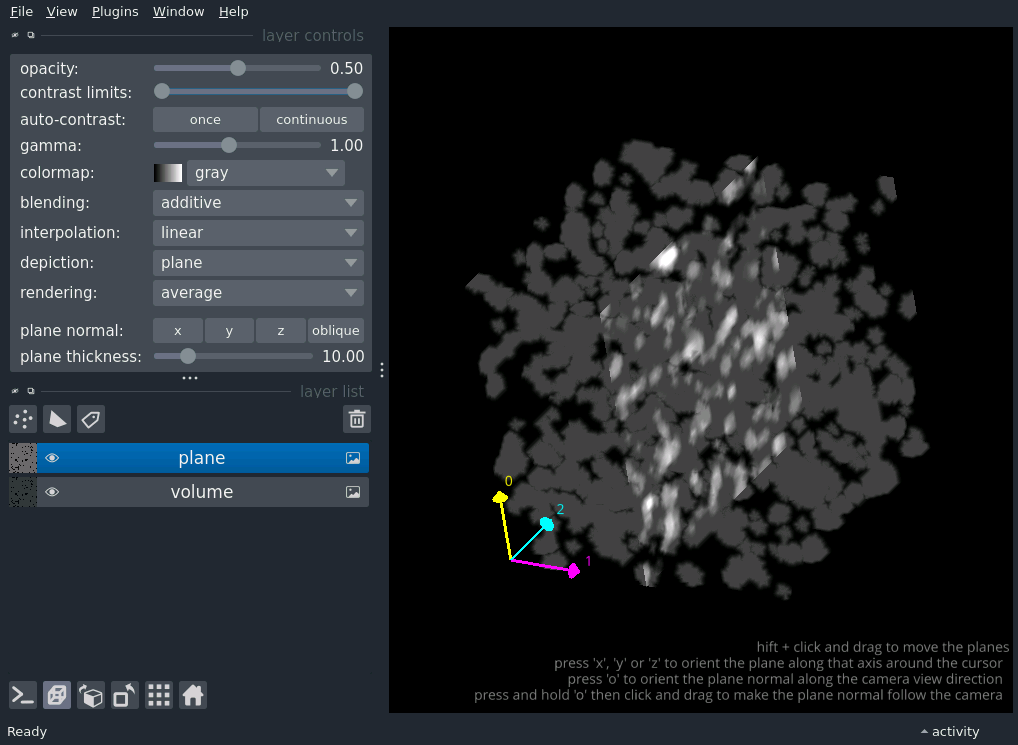 File View Plugins Window Help
layer controls
opacity: 0.50
contrast limits:
auto-contrast: once continuous
gamma: 1.00
colormap: gray
blending: additive
interpolation: linear
depiction: plane
rendering: average
plane normal: x y z oblique
plane thickness: 10.00
layer list
plane
volume
0
2
1
hift + click and drag to move the planes
press 'x', 'y' or 'z' to orient the plane along that axis around the cursor
press 'o' to orient the plane normal along the camera view direction
press and hold 'o' then click and drag to make the plane normal follow the camera
Ready activity